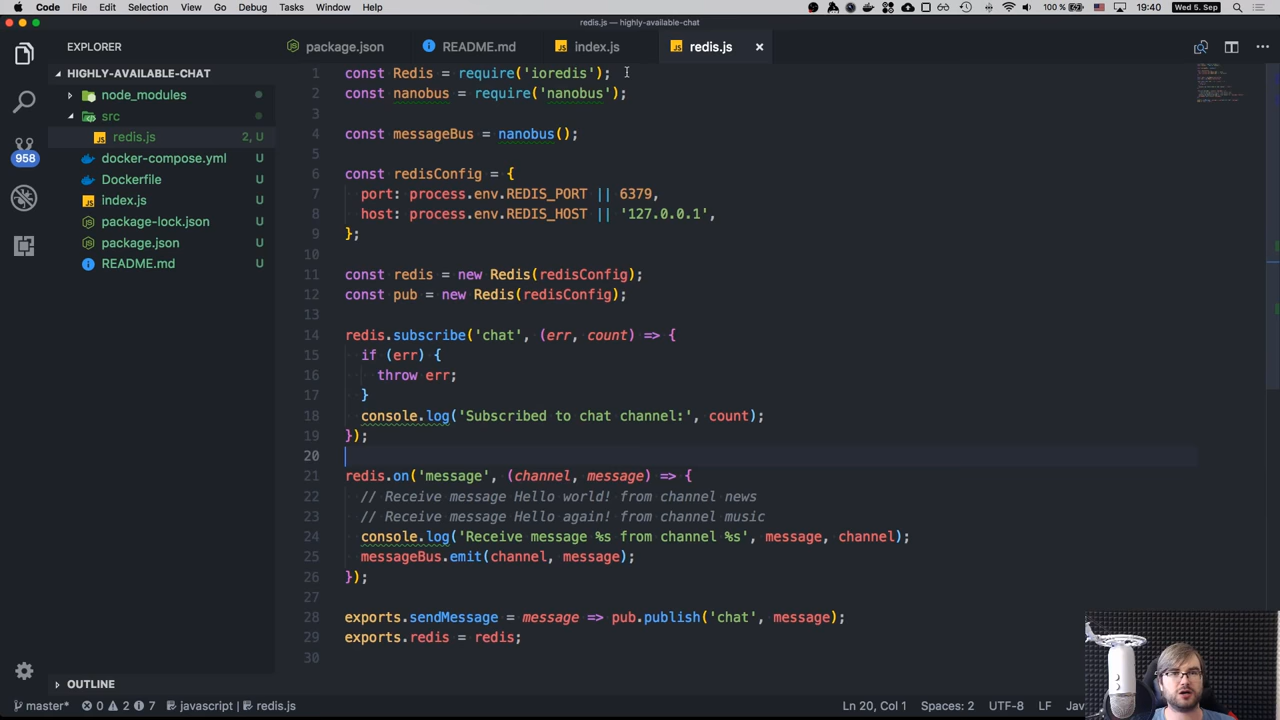 Code File Edit Selection View Go Debug Tasks Window Help 100 % 19:40 Wed 5. Sep
redis.js — highly-available-chat
EXPLORER
package.json README.md index.js redis.js ×
HIGHLY-AVAILABLE-CHAT
node_modules
src
redis.js 2, U
docker-compose.yml U
Dockerfile U
index.js U
package-lock.json U
package.json U
README.md U
958
1 const Redis = require('ioredis');
2 const nanobus = require('nanobus');
3
4 const messageBus = nanobus();
5
6 const redisConfig = {
7 port: process.env.REDIS_PORT || 6379,
8 host: process.env.REDIS_HOST || '127.0.0.1',
9 };
10
11 const redis = new Redis(redisConfig);
12 const pub = new Redis(redisConfig);
13
14 redis.subscribe('chat', (err, count) => {
15 if (err) {
16 throw err;
17 }
18 console.log('Subscribed to chat channel:', count);
19 });
20
21 redis.on('message', (channel, message) => {
22 // Receive message Hello world! from channel news
23 // Receive message Hello again! from channel music
24 console.log('Receive message %s from channel %s', message, channel);
25 messageBus.emit(channel, message);
26 });
27
28 exports.sendMessage = message => pub.publish('chat', message);
29 exports.redis = redis;
30
OUTLINE
master* 0 2 7 javascript | redis.js Ln 20, Col 1 Spaces: 2 UTF-8 LF Jav